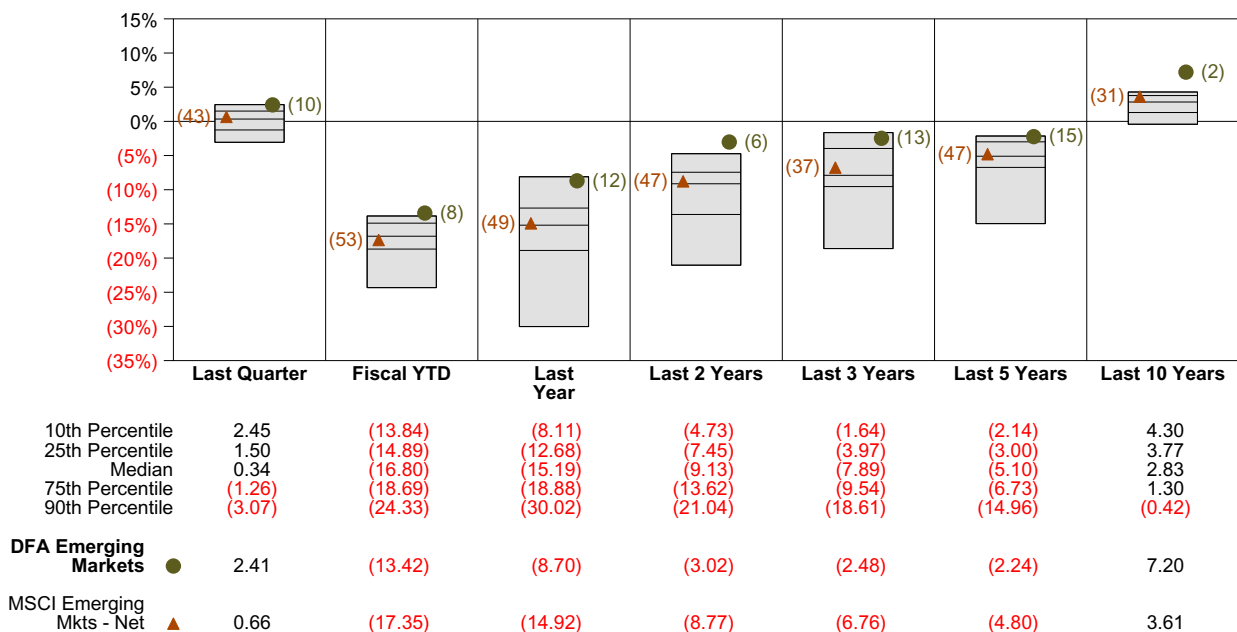 15%
10%
5%
0%
(5%)
(10%)
(15%)
(20%)
(25%)
(30%)
(35%)
(43) (10)
(53) (8)
(49) (12)
(47) (6)
(37) (13)
(47) (15)
(31) (2)
Last Quarter Fiscal YTD Last Last 2 Years Last 3 Years Last 5 Years Last 10 Years
Year
10th Percentile 2.45 (13.84) (8.11) (4.73) (1.64) (2.14) 4.30
25th Percentile 1.50 (14.89) (12.68) (7.45) (3.97) (3.00) 3.77
Median 0.34 (16.80) (15.19) (9.13) (7.89) (5.10) 2.83
75th Percentile (1.26) (18.69) (18.88) (13.62) (9.54) (6.73) 1.30
90th Percentile (3.07) (24.33) (30.02) (21.04) (18.61) (14.96) (0.42)
DFA Emerging
Markets 2.41 (13.42) (8.70) (3.02) (2.48) (2.24) 7.20
MSCI Emerging
Mkts - Net 0.66 (17.35) (14.92) (8.77) (6.76) (4.80) 3.61